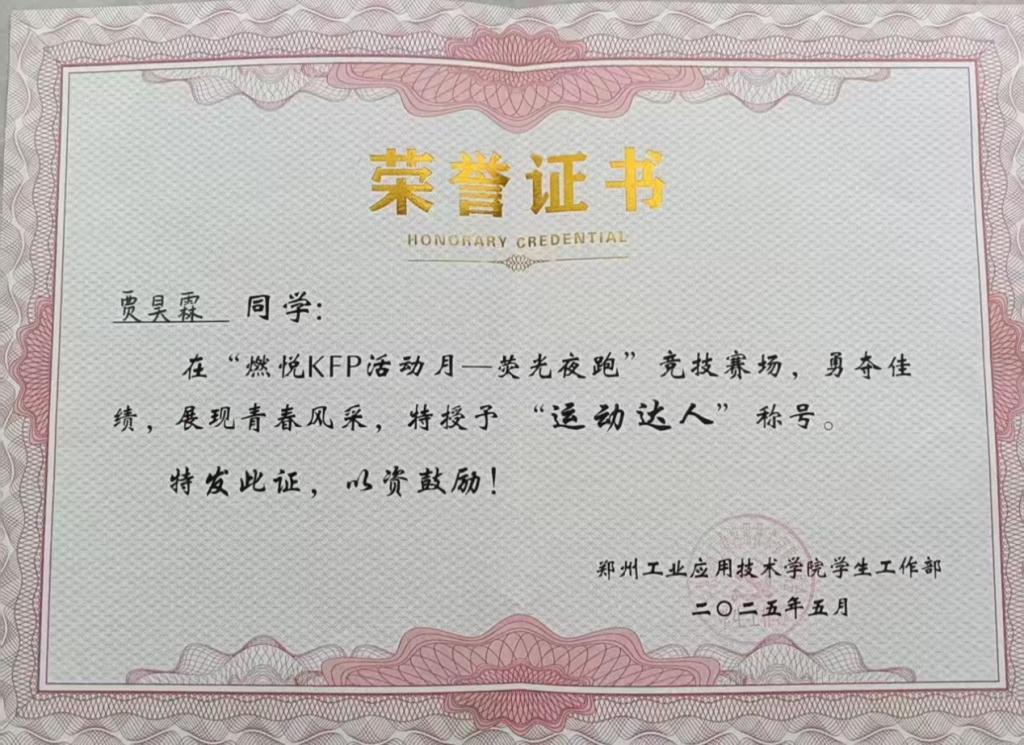 荣誉证书
HONORARY CREDENTIAL
贾昊霖 同学：
在“燃悦KFP活动月—荧光夜跑”竞技赛场，勇夺佳
绩，展现青春风采，特授予 “运动达人” 称号。
特发此证，以资鼓励！
郑州工业应用技术学院学生工作部
二〇二五年五月